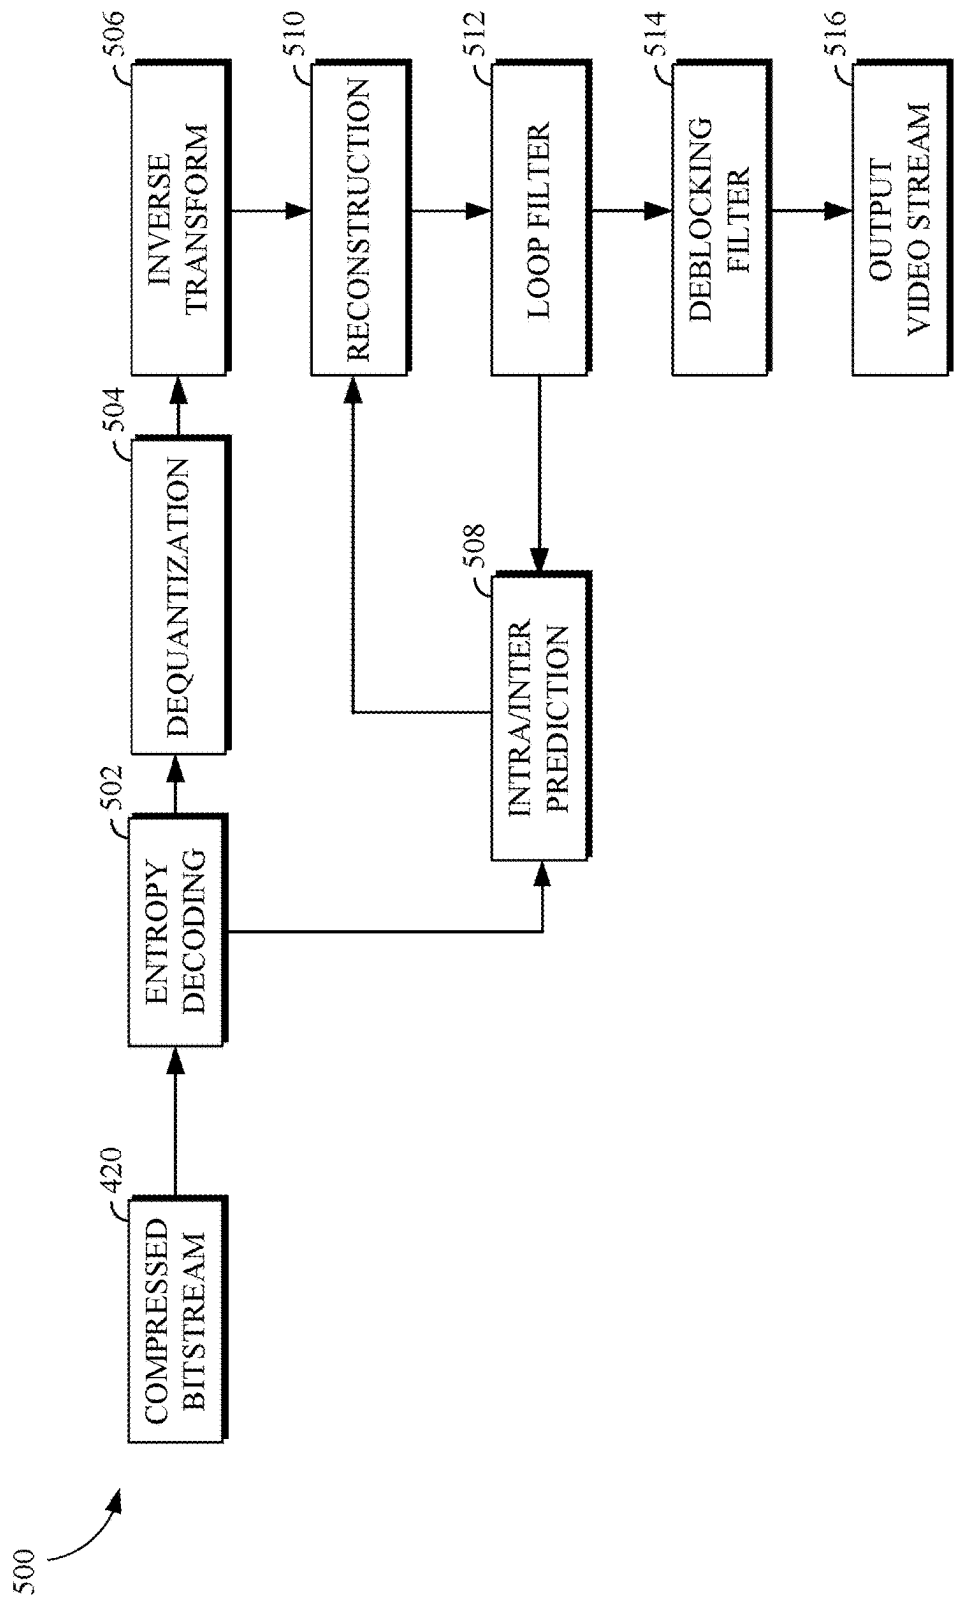 500
420
COMPRESSED
BITSTREAM
502
ENTROPY
DECODING
504
DEQUANTIZATION
506
INVERSE
TRANSFORM
508
INTRA/INTER
PREDICTION
510
RECONSTRUCTION
512
LOOP FILTER
514
DEBLOCKING
FILTER
516
OUTPUT
VIDEO STREAM